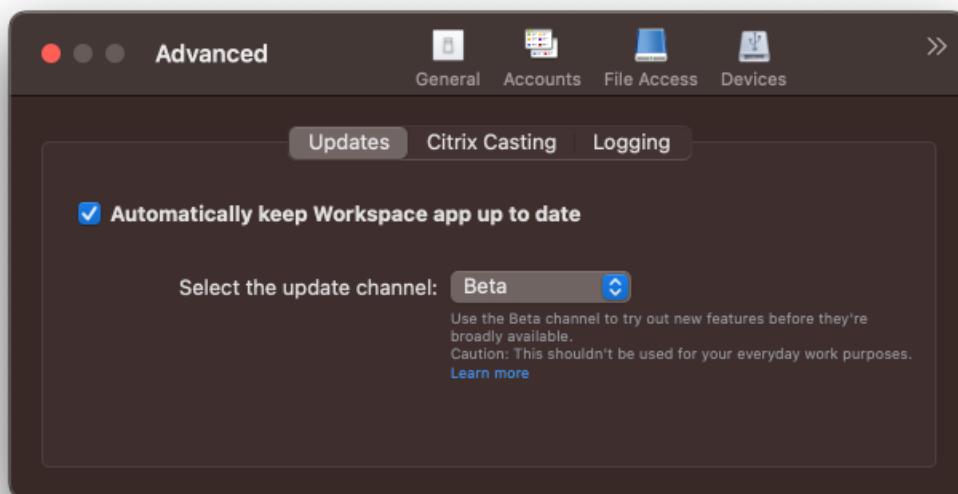 Advanced
General Accounts File Access Devices
Updates Citrix Casting Logging
Automatically keep Workspace app up to date
Select the update channel: Beta
Use the Beta channel to try out new features before they're
broadly available.
Caution: This shouldn't be used for your everyday work purposes.
Learn more